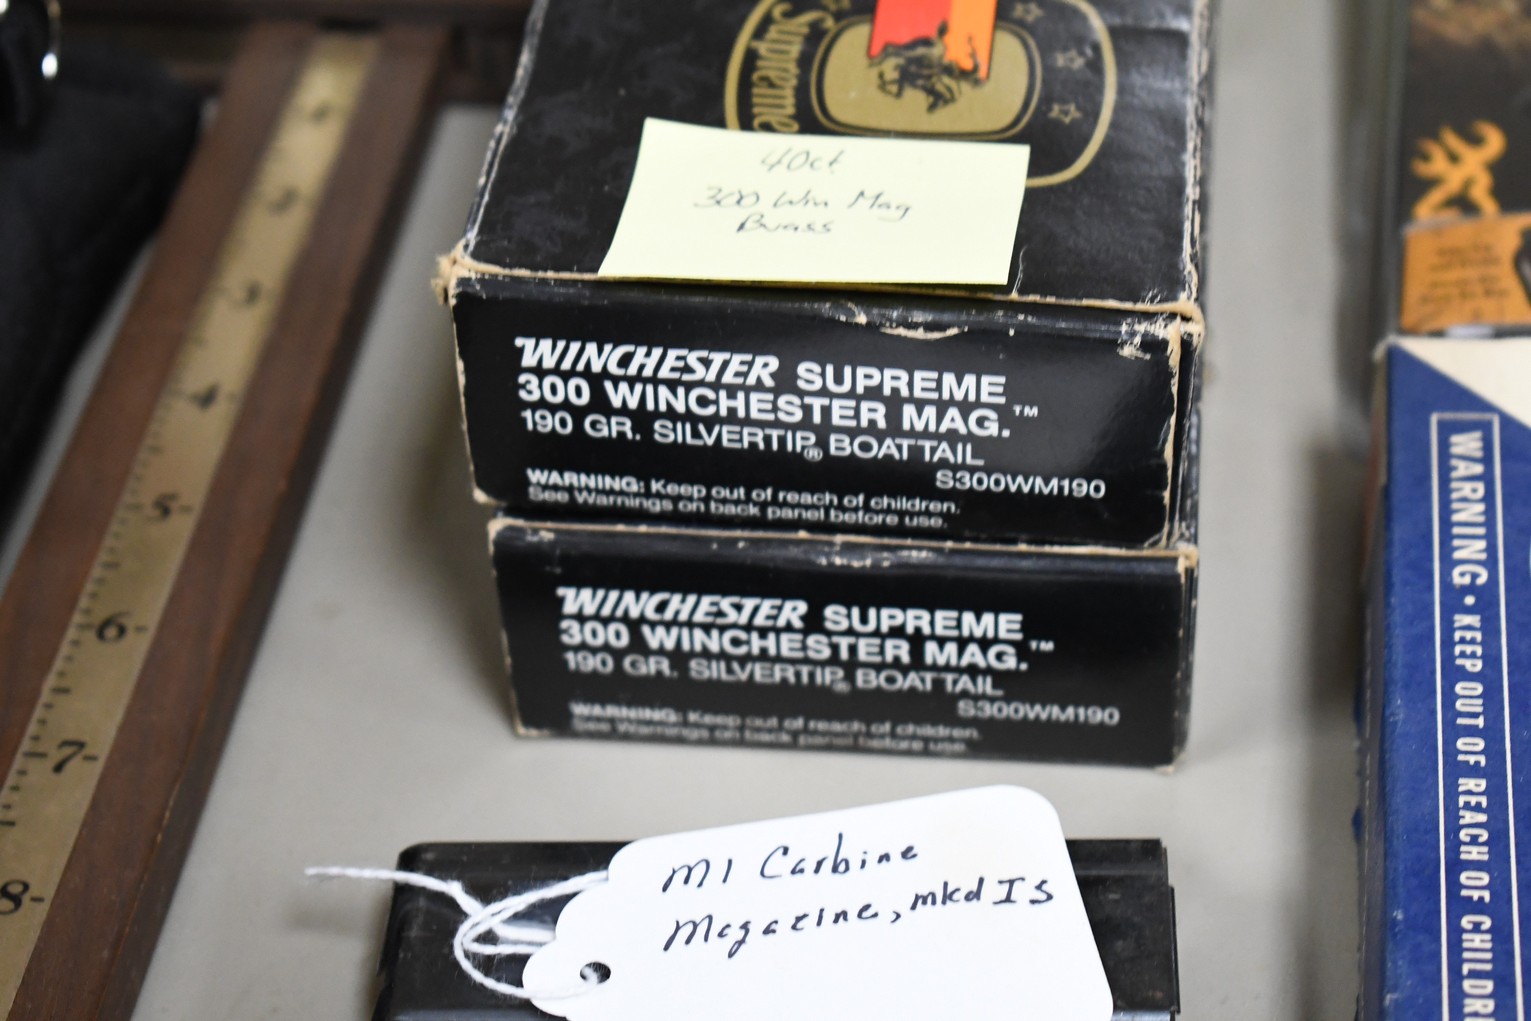 Supreme
40ct
300 Win Mag
Brass
WINCHESTER SUPREME
300 WINCHESTER MAG.™
190 GR. SILVERTIP® BOATTAIL
S300WM190
WARNING: Keep out of reach of children.
See Warnings on back panel before use.
WINCHESTER SUPREME
300 WINCHESTER MAG.™
190 GR. SILVERTIP® BOATTAIL
S300WM190
WARNING: Keep out of reach of children.
See Warnings on back panel before use.
M1 Carbine
Magazine, mkd IS
1
2
3
4
5
6
7
8
WARNING • KEEP OUT OF REACH OF CHILDR